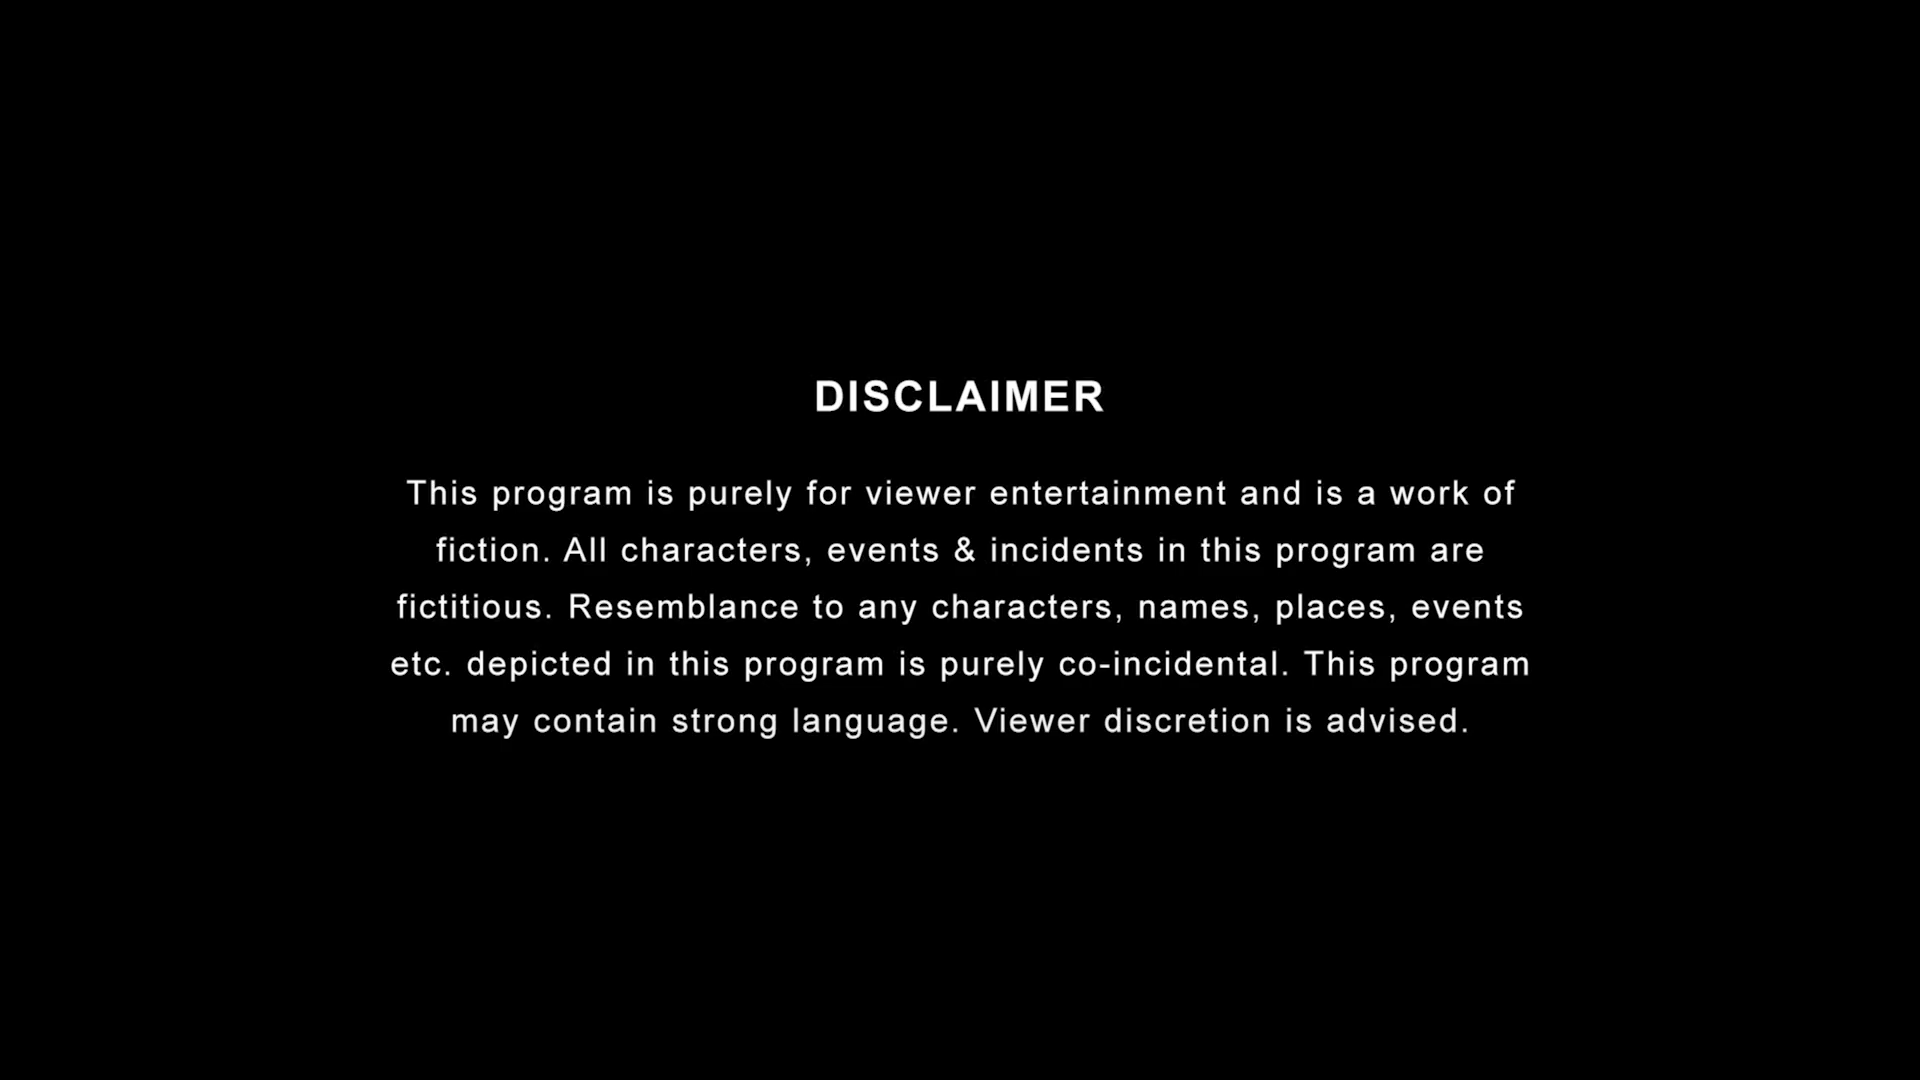 DISCLAIMER
This program is purely for viewer entertainment and is a work of
fiction. All characters, events & incidents in this program are
fictitious. Resemblance to any characters, names, places, events
etc. depicted in this program is purely co-incidental. This program
may contain strong language. Viewer discretion is advised.